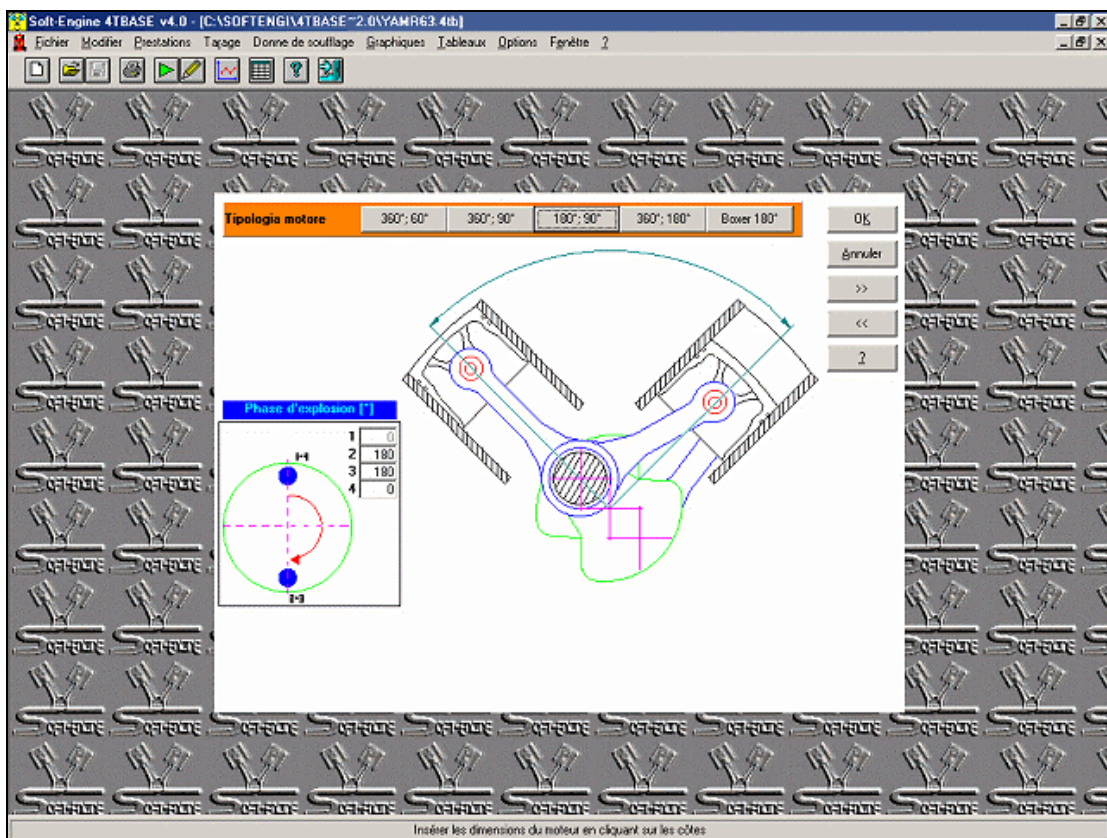 Soft-Engine 4TBASE v4.0 - [C:\SOFTENGI\4TBASE~2.0\YAMR63.4tb]
Fichier Modifier Prestations Tarage Donne de soufflage Graphiques Tableaux Options Fenêtre ?
Tipologia motore 360°; 60° 360°; 90° 180°; 90° 360°; 180° Boxer 180°
OK
Annuler
>>
<<
?
Phase d'explosion [°]
1 0
2 180
3 180
4 0
1-4
2-3
SOFT-ENGINE
Insérer les dimensions du moteur en cliquant sur les côtes